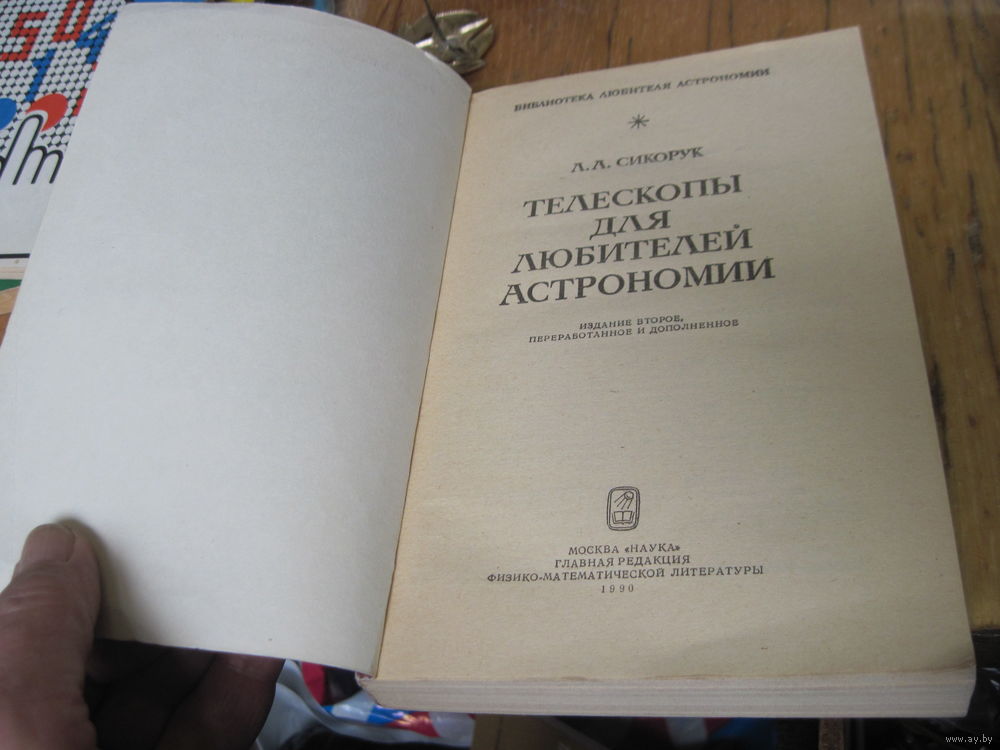 БИБЛИОТЕКА ЛЮБИТЕЛЯ АСТРОНОМИИ
Л. Л. СИКОРУК
ТЕЛЕСКОПЫ
ДЛЯ
ЛЮБИТЕЛЕЙ
АСТРОНОМИИ
ИЗДАНИЕ ВТОРОЕ,
ПЕРЕРАБОТАННОЕ И ДОПОЛНЕННОЕ
МОСКВА «НАУКА»
ГЛАВНАЯ РЕДАКЦИЯ
ФИЗИКО-МАТЕМАТИЧЕСКОЙ ЛИТЕРАТУРЫ
1990
www.ay.by